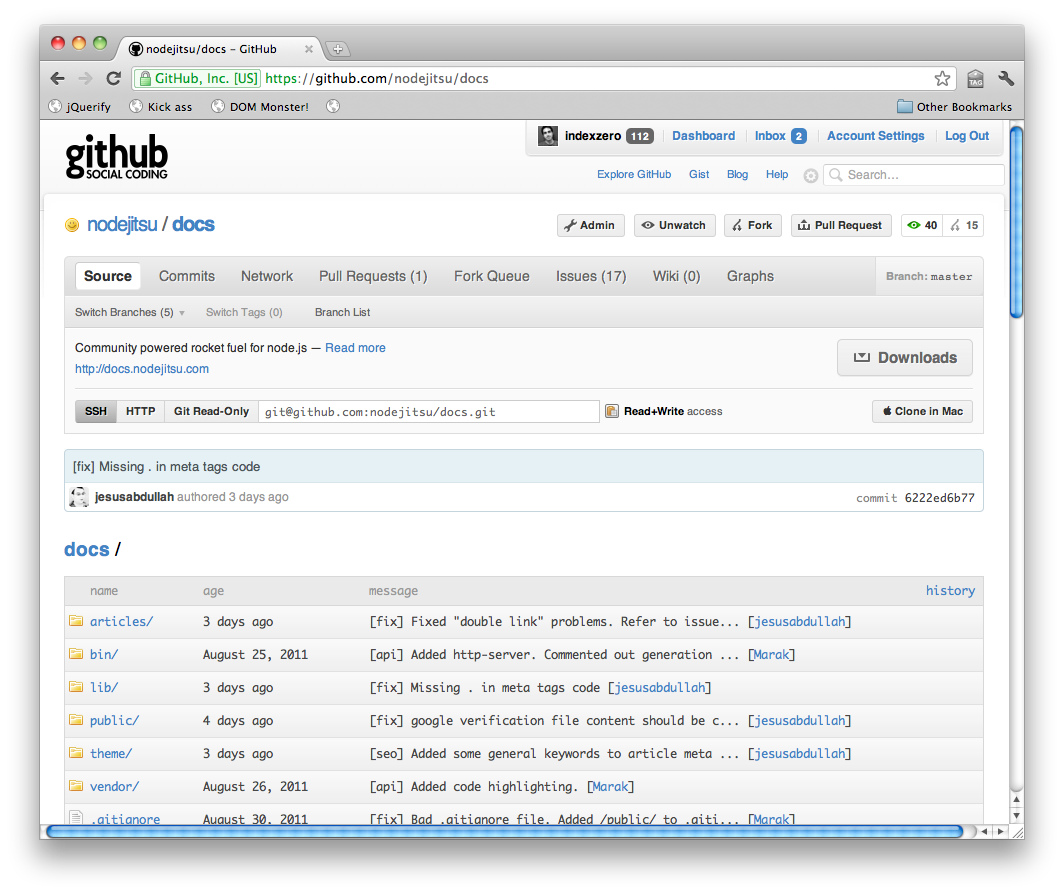 nodejitsu/docs – GitHub
GitHub, Inc. [US] https://github.com/nodejitsu/docs TAG
jQuerify Kick ass DOM Monster! Other Bookmarks
github
SOCIAL CODING
indexzero 112 Dashboard Inbox 2 Account Settings Log Out
Explore GitHub Gist Blog Help Search...
nodejitsu / docs Admin Unwatch Fork Pull Request 40 15
Source Commits Network Pull Requests (1) Fork Queue Issues (17) Wiki (0) Graphs Branch: master
Switch Branches (5) Switch Tags (0) Branch List
Community powered rocket fuel for node.js — Read more
http://docs.nodejitsu.com
Downloads
SSH HTTP Git Read-Only git@github.com:nodejitsu/docs.git Read+Write access Clone in Mac
[fix] Missing . in meta tags code
jesusabdullah authored 3 days ago commit 6222ed6b77
docs /
name age message history
articles/ 3 days ago [fix] Fixed "double link" problems. Refer to issue... [jesusabdullah]
bin/ August 25, 2011 [api] Added http-server. Commented out generation ... [Marak]
lib/ 3 days ago [fix] Missing . in meta tags code [jesusabdullah]
public/ 4 days ago [fix] google verification file content should be c... [jesusabdullah]
theme/ 3 days ago [seo] Added some general keywords to article meta ... [jesusabdullah]
vendor/ August 26, 2011 [api] Added code highlighting. [Marak]
.gitignore August 30, 2011 [fix] Bad .gitignore file. Added /public/ to .giti... [Marak]